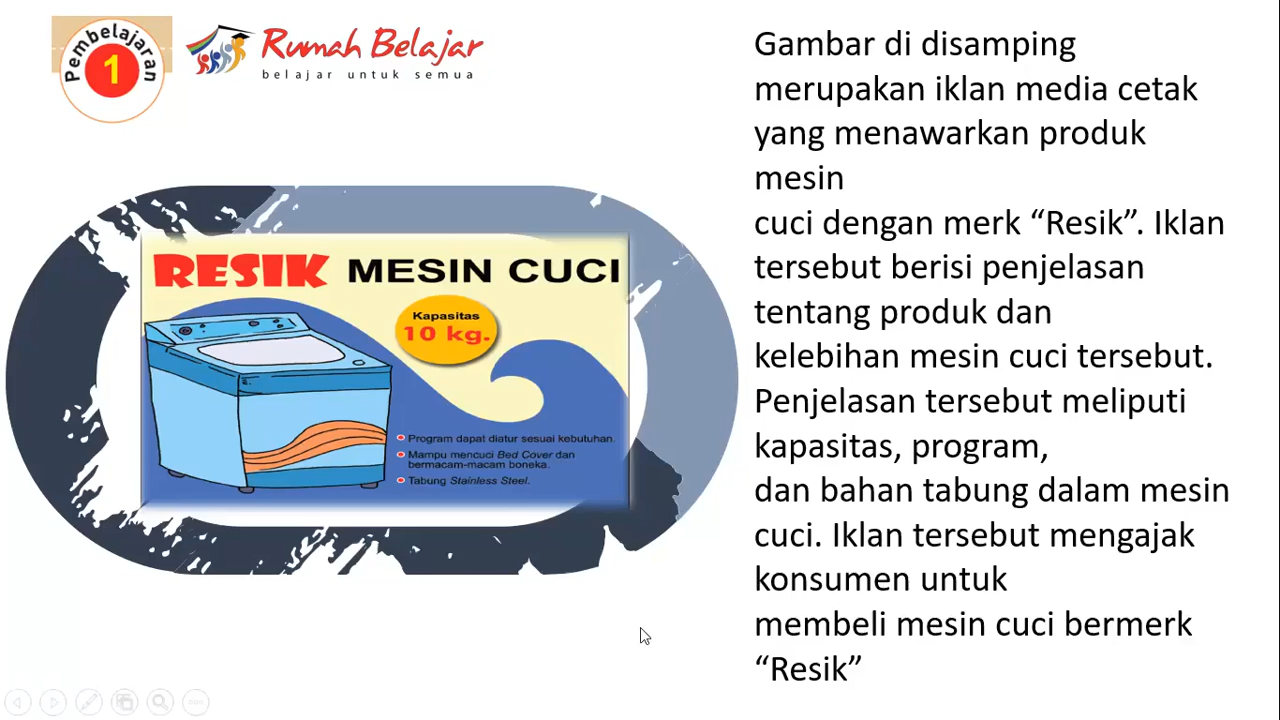 Pembelajaran
1
Rumah Belajar
belajar untuk semua
RESIK MESIN CUCI
Kapasitas
10 kg.
Program dapat diatur sesuai kebutuhan.
Mampu mencuci Bed Cover dan
bermacam-macam boneka.
Tabung Stainless Steel.
Gambar di disamping
merupakan iklan media cetak
yang menawarkan produk
mesin
cuci dengan merk “Resik”. Iklan
tersebut berisi penjelasan
tentang produk dan
kelebihan mesin cuci tersebut.
Penjelasan tersebut meliputi
kapasitas, program,
dan bahan tabung dalam mesin
cuci. Iklan tersebut mengajak
konsumen untuk
membeli mesin cuci bermerk
“Resik”